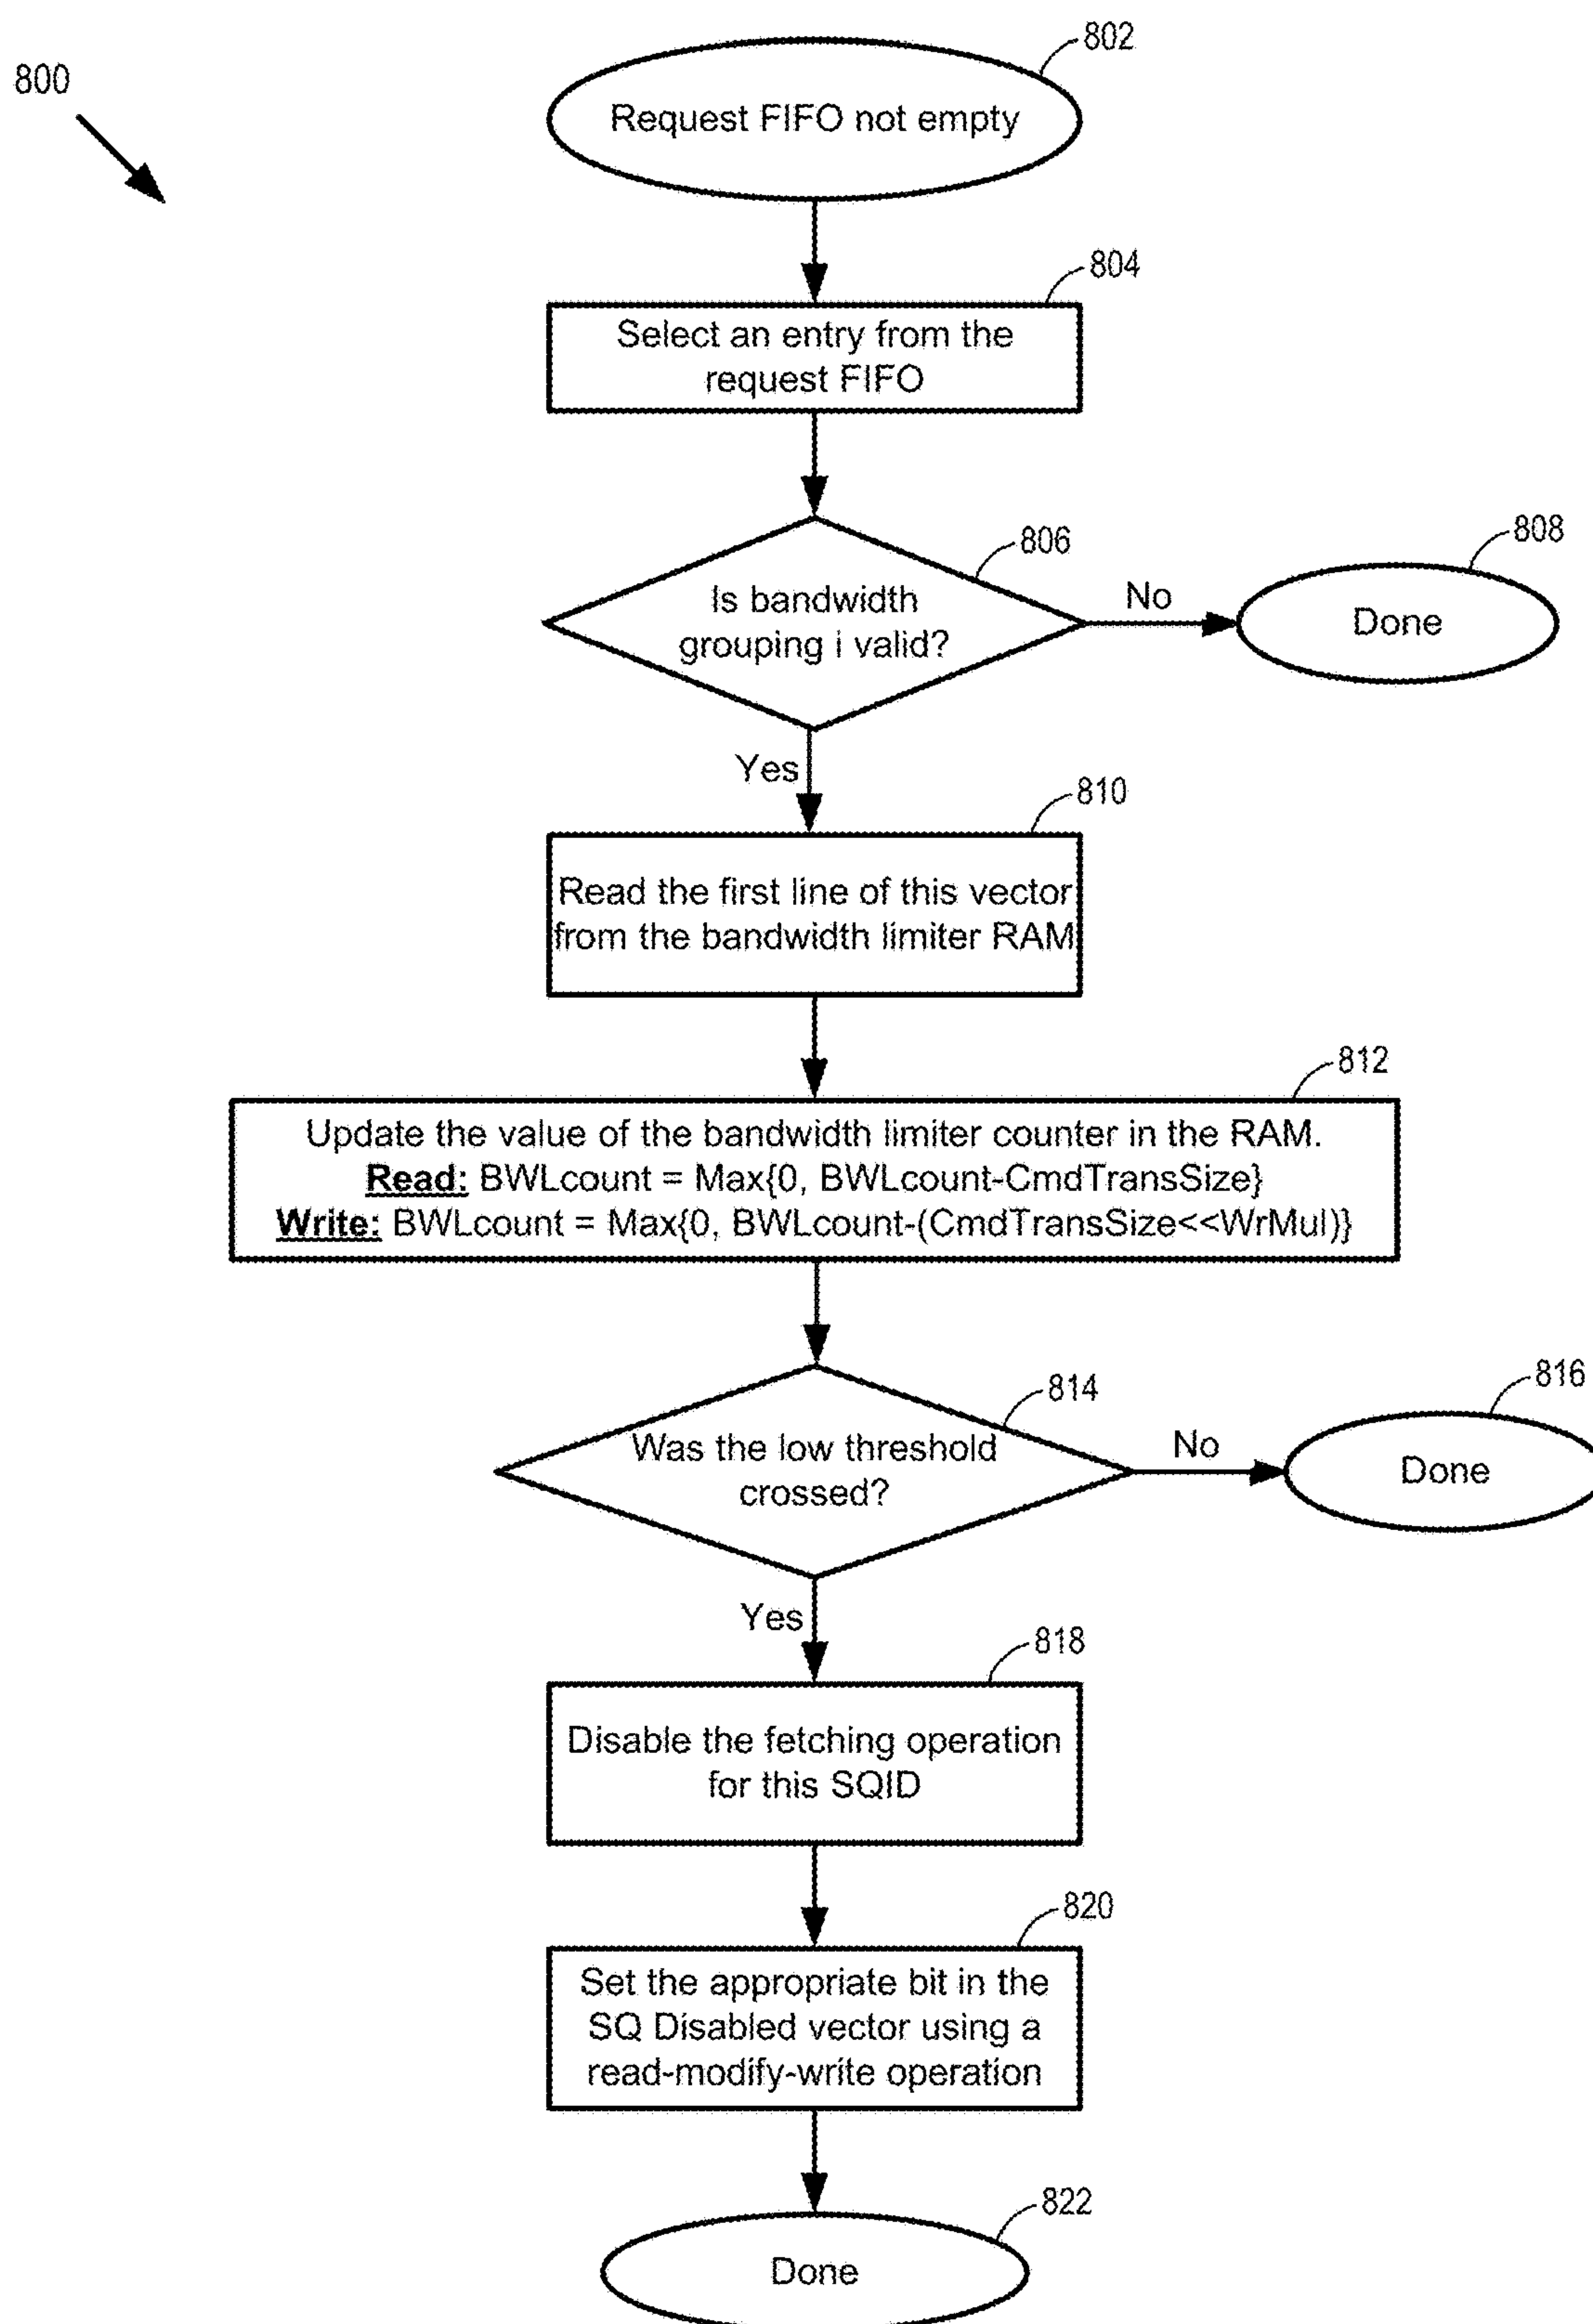 800
802
Request FIFO not empty
804
Select an entry from the
request FIFO
806
Is bandwidth
grouping i valid?
No
808
Done
Yes
810
Read the first line of this vector
from the bandwidth limiter RAM
812
Update the value of the bandwidth limiter counter in the RAM.
Read: BWLcount = Max{0, BWLcount-CmdTransSize}
Write: BWLcount = Max{0, BWLcount-(CmdTransSize<<WrMul)}
814
Was the low threshold
crossed?
No
816
Done
Yes
818
Disable the fetching operation
for this SQID
820
Set the appropriate bit in the
SQ Disabled vector using a
read-modify-write operation
822
Done